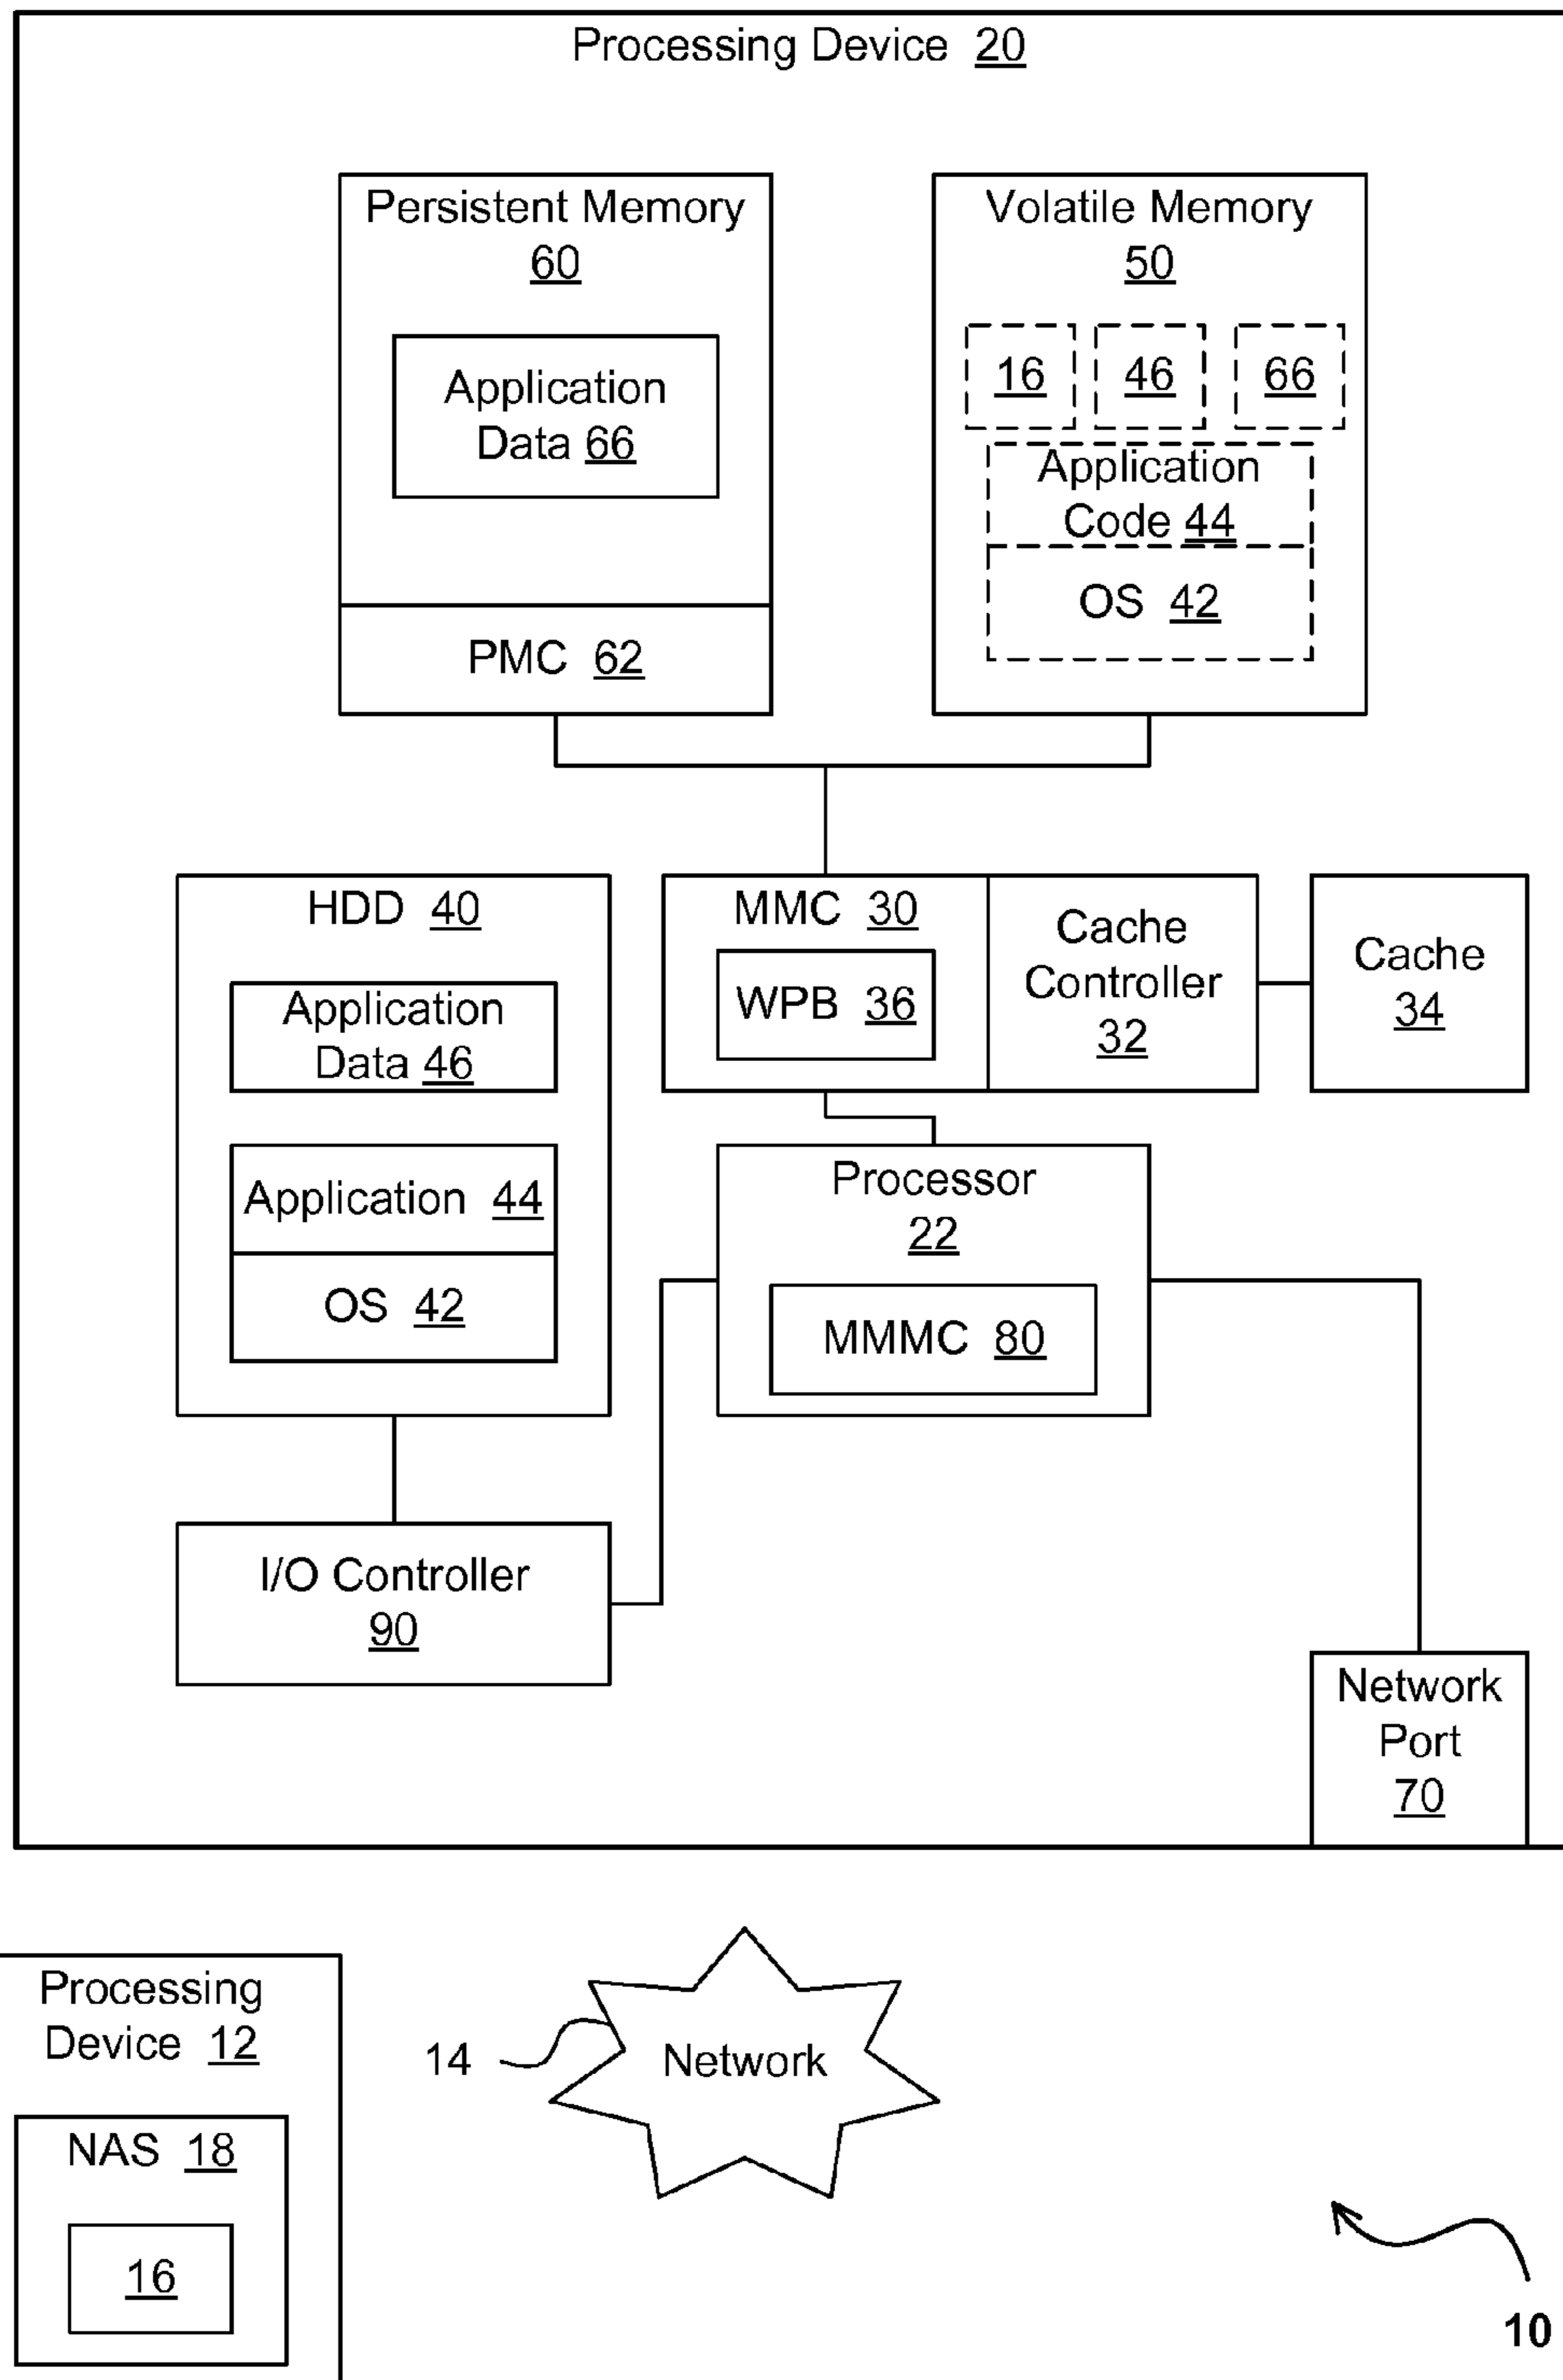 Processing Device 20
Persistent Memory
60
Application
Data 66
PMC 62
Volatile Memory
50
16 46 66
Application
Code 44
OS 42
HDD 40
Application
Data 46
Application 44
OS 42
MMC 30
WPB 36
Cache
Controller
32
Cache
34
Processor
22
MMMC 80
I/O Controller
90
Network
Port
70
Processing
Device 12
NAS 18
16
14
Network
10